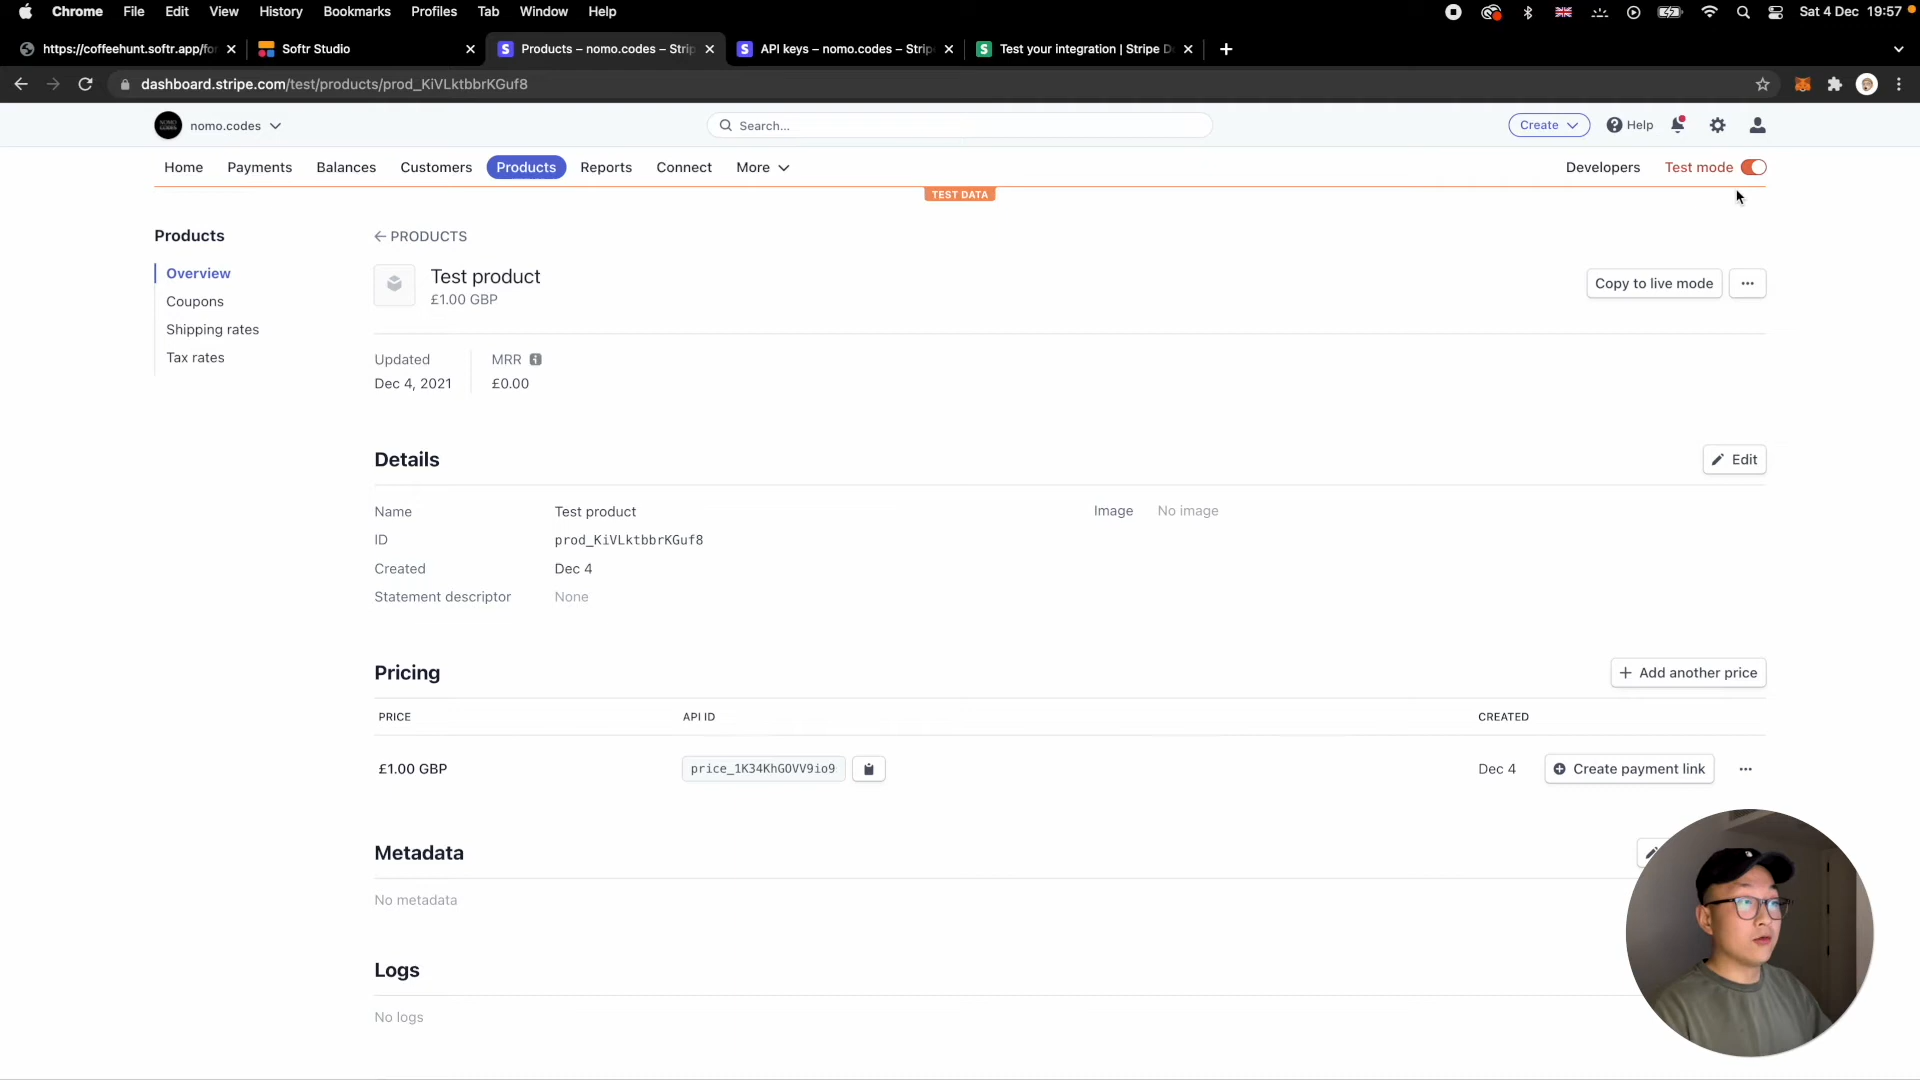 Chrome File Edit View History Bookmarks Profiles Tab Window Help Sat 4 Dec 19:57
https://coffeehunt.softr.app/for Softr Studio Products – nomo.codes – Strip API keys – nomo.codes – Stripe Test your integration | Stripe D
dashboard.stripe.com/test/products/prod_KiVLktbbrKGuf8
nomo.codes Search... Create Help
Home Payments Balances Customers Products Reports Connect More Developers Test mode
TEST DATA
Products
Overview
Coupons
Shipping rates
Tax rates
← PRODUCTS
Test product
£1.00 GBP
Copy to live mode
Updated MRR
Dec 4, 2021 £0.00
Details Edit
Name Test product Image No image
ID prod_KiVLktbbrKGuf8
Created Dec 4
Statement descriptor None
Pricing + Add another price
PRICE API ID CREATED
£1.00 GBP price_1K34KhGOVV9io9 Dec 4 Create payment link
Metadata
No metadata
Logs
No logs